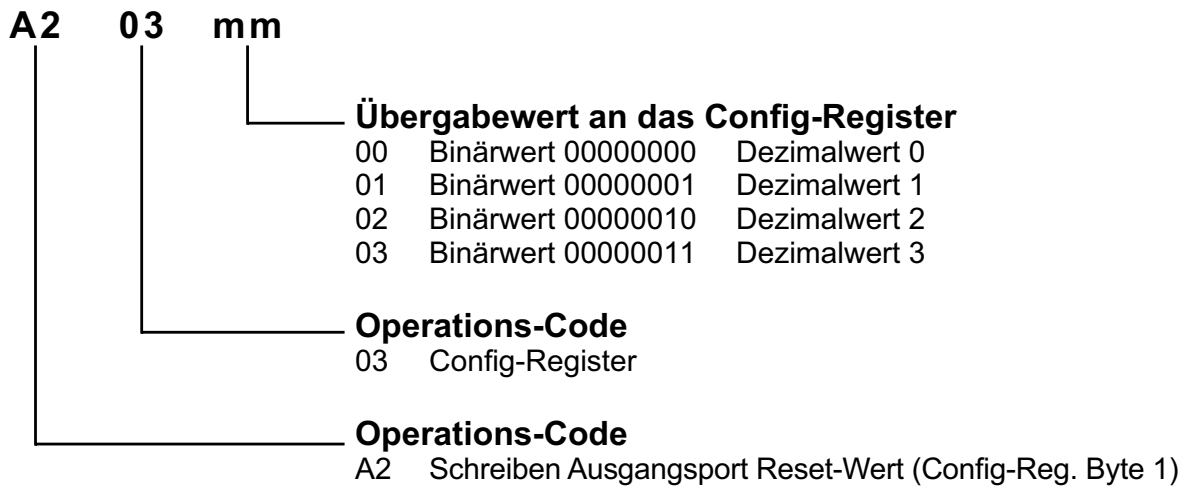 A2 03 mm
Übergabewert an das Config-Register
00 Binärwert 00000000 Dezimalwert 0
01 Binärwert 00000001 Dezimalwert 1
02 Binärwert 00000010 Dezimalwert 2
03 Binärwert 00000011 Dezimalwert 3
Operations-Code
03 Config-Register
Operations-Code
A2 Schreiben Ausgangsport Reset-Wert (Config-Reg. Byte 1)